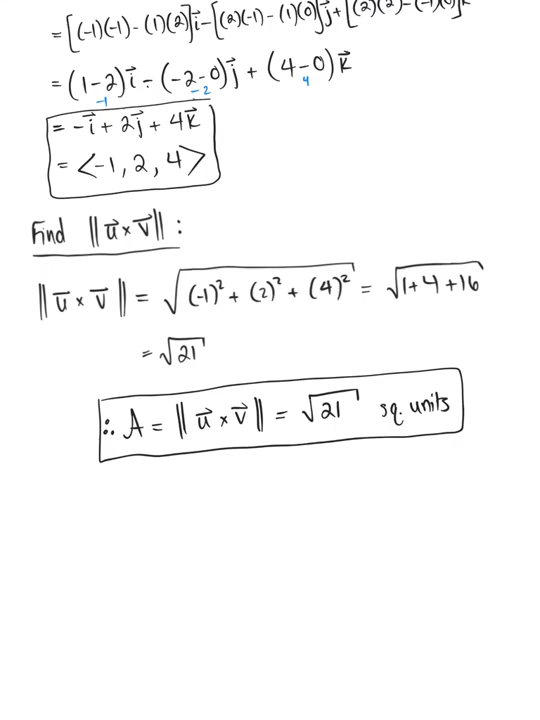 = [(-1)(-1) - (1)(2)]i⃗ - [(2)(-1) - (1)(0)]j⃗ + [(2)(2) - (-1)(0)]k⃗
= (1-2)i⃗ - (-2-0)j⃗ + (4-0)k⃗
-1 -2 4
= -i⃗ + 2j⃗ + 4k⃗
= <-1, 2, 4>
Find ||u⃗ × v⃗|| :
||u⃗ × v⃗|| = √((-1)² + (2)² + (4)²) = √(1+4+16)
= √21
∴ A = ||u⃗ × v⃗|| = √21 sq. units